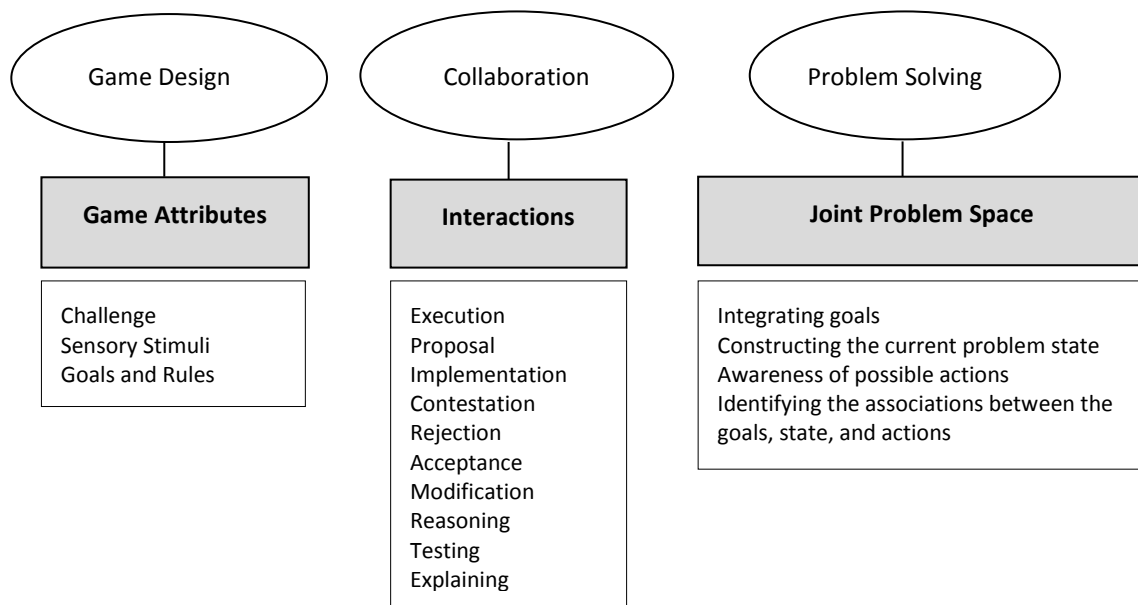 Game Design
Collaboration
Problem Solving
Game Attributes
Interactions
Joint Problem Space
Challenge
Sensory Stimuli
Goals and Rules
Execution
Proposal
Implementation
Contestation
Rejection
Acceptance
Modification
Reasoning
Testing
Explaining
Integrating goals
Constructing the current problem state
Awareness of possible actions
Identifying the associations between the
goals, state, and actions